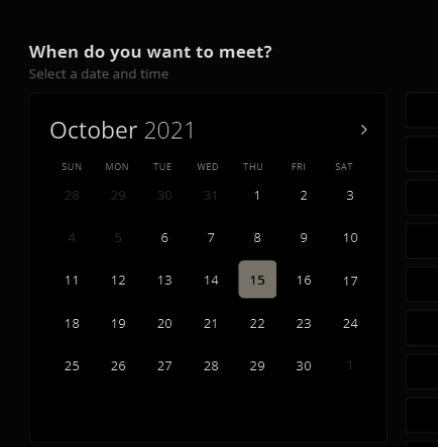 When do you want to meet?
Select a date and time
October 2021
SUN MON TUE WED THU FRI SAT
28 29 30 31 1 2 3
4 5 6 7 8 9 10
11 12 13 14 15 16 17
18 19 20 21 22 23 24
25 26 27 28 29 30 1